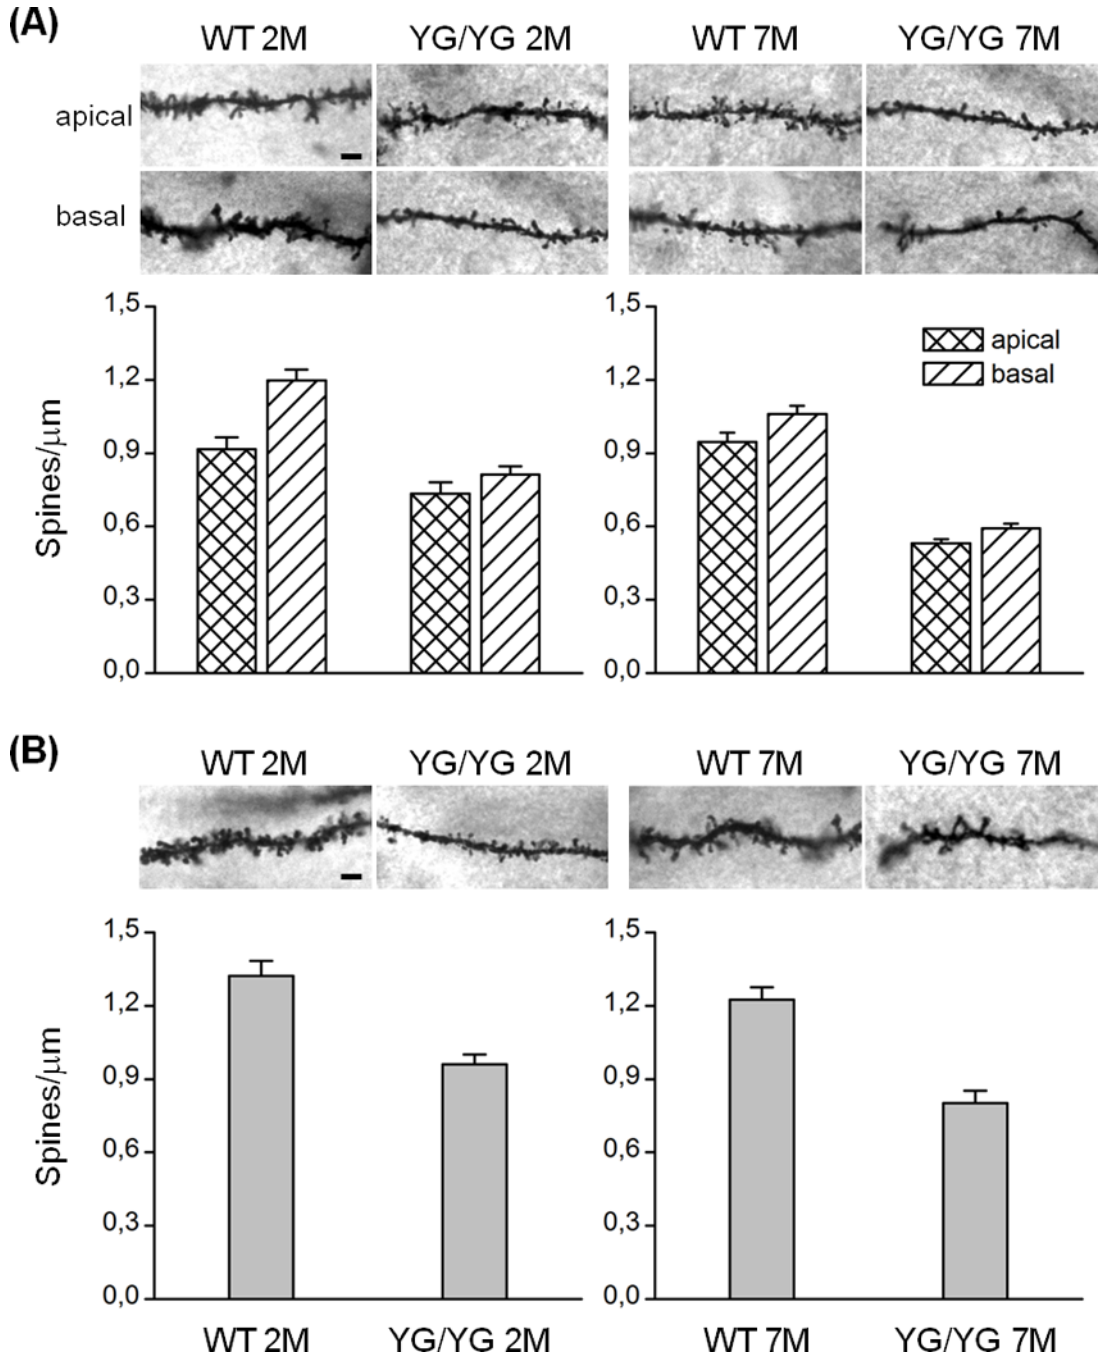 (A)
WT 2M YG/YG 2M WT 7M YG/YG 7M
apical
basal
1,5 1,5
apical
1,2 1,2
basal
0,9 0,9
Spines/μm
0,6 0,6
0,3 0,3
0,0 0,0
(B)
WT 2M YG/YG 2M WT 7M YG/YG 7M
1,5 1,5
1,2 1,2
0,9 0,9
Spines/μm
0,6 0,6
0,3 0,3
0,0 0,0
WT 2M YG/YG 2M WT 7M YG/YG 7M